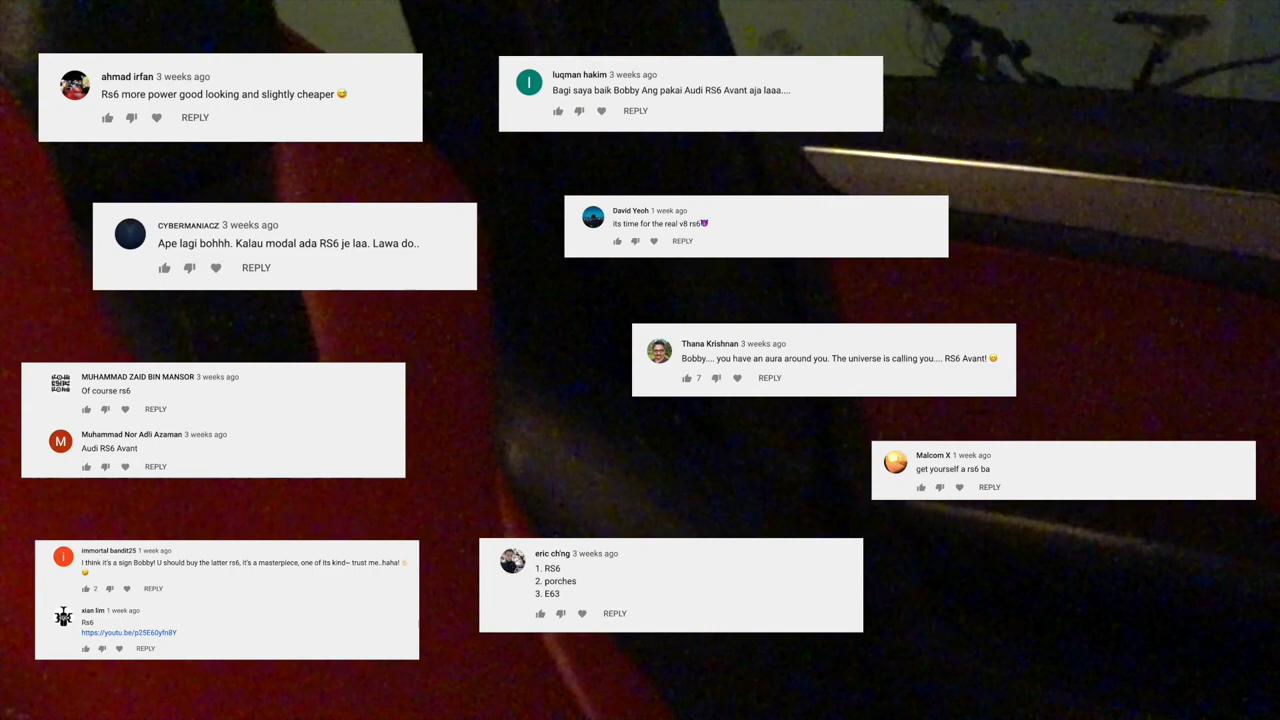 ahmad irfan 3 weeks ago
Rs6 more power good looking and slightly cheaper 😅
REPLY
luqman hakim 3 weeks ago
Bagi saya baik Bobby Ang pakai Audi RS6 Avant aja laaa....
REPLY
CYBERMANIACZ 3 weeks ago
Ape lagi bohhh. Kalau modal ada RS6 je laa. Lawa do..
REPLY
David Yeoh 1 week ago
its time for the real v8 rs6😈
REPLY
Thana Krishnan 3 weeks ago
Bobby.... you have an aura around you. The universe is calling you.... RS6 Avant! 😄
7 REPLY
MUHAMMAD ZAID BIN MANSOR 3 weeks ago
Of course rs6
REPLY
M
Muhammad Nor Adli Azaman 3 weeks ago
Audi RS6 Avant
REPLY
Malcom X 1 week ago
get yourself a rs6 ba
REPLY
i
immortal bandit25 1 week ago
I think it's a sign Bobby! U should buy the latter rs6, it's a masterpiece, one of its kind~ trust me..haha!
2 REPLY
xian lim 1 week ago
Rs6
https://youtu.be/p25E60yfn8Y
REPLY
eric ch'ng 3 weeks ago
1. RS6
2. porches
3. E63
REPLY